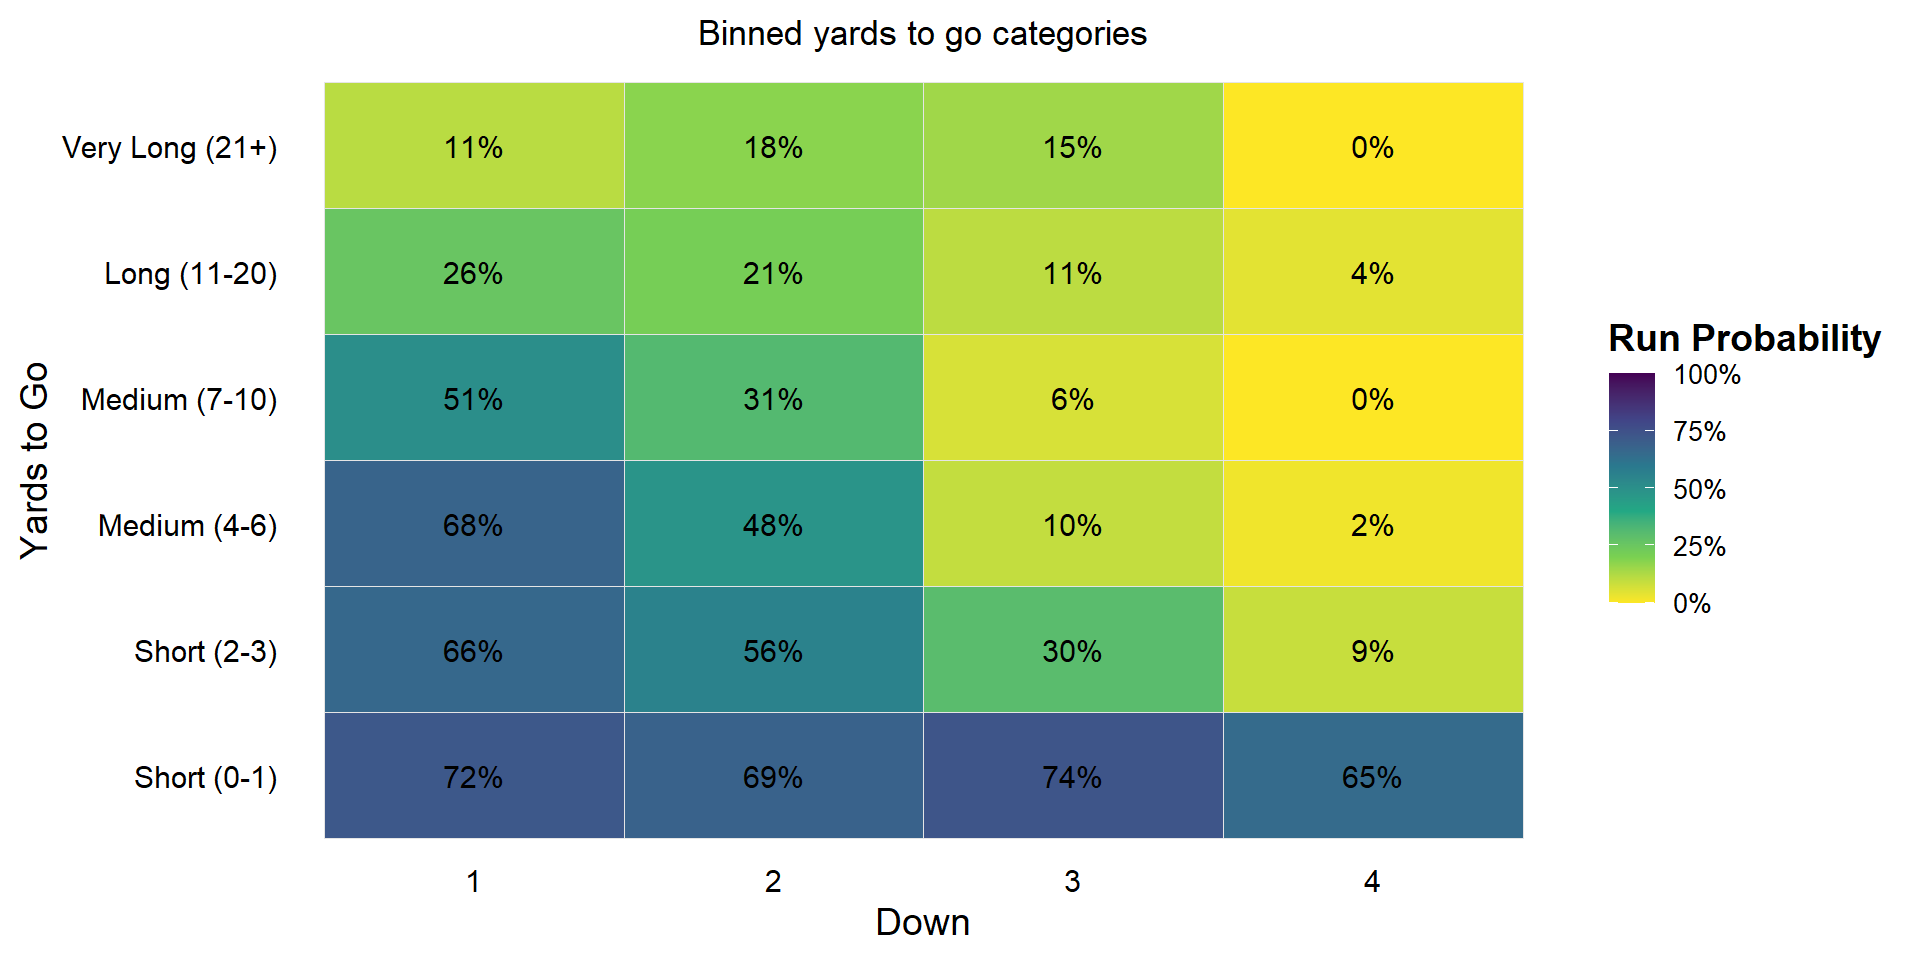 Binned yards to go categories
Yards to Go
Very Long (21+) 11% 18% 15% 0%
Long (11-20) 26% 21% 11% 4%
Medium (7-10) 51% 31% 6% 0%
Medium (4-6) 68% 48% 10% 2%
Short (2-3) 66% 56% 30% 9%
Short (0-1) 72% 69% 74% 65%
1 2 3 4
Down
Run Probability
100%
75%
50%
25%
0%